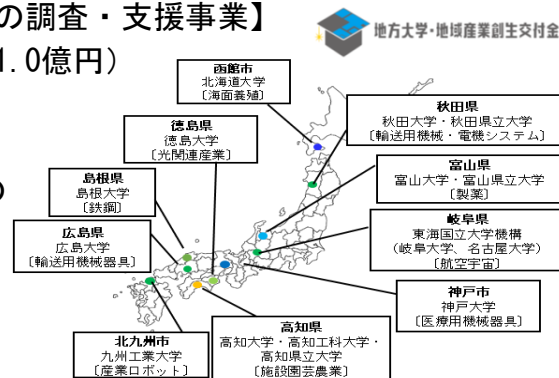 の調査・支援事業】
1.0億円）
の
地方大学・地域産業創生交付金
函館市
北海道大学
〔海面養殖〕
秋田県
秋田大学・秋田県立大学
〔輸送用機械・電機システム〕
徳島県
徳島大学
〔光関連産業〕
富山県
富山大学・富山県立大学
〔製薬〕
島根県
島根大学
〔鉄鋼〕
岐阜県
東海国立大学機構
（岐阜大学、名古屋大学）
〔航空宇宙〕
広島県
広島大学
〔輸送用機械器具〕
神戸市
神戸大学
〔医療用機械器具〕
北九州市
九州工業大学
〔産業ロボット〕
高知県
高知大学・高知工科大学・
高知県立大学
〔施設園芸農業〕